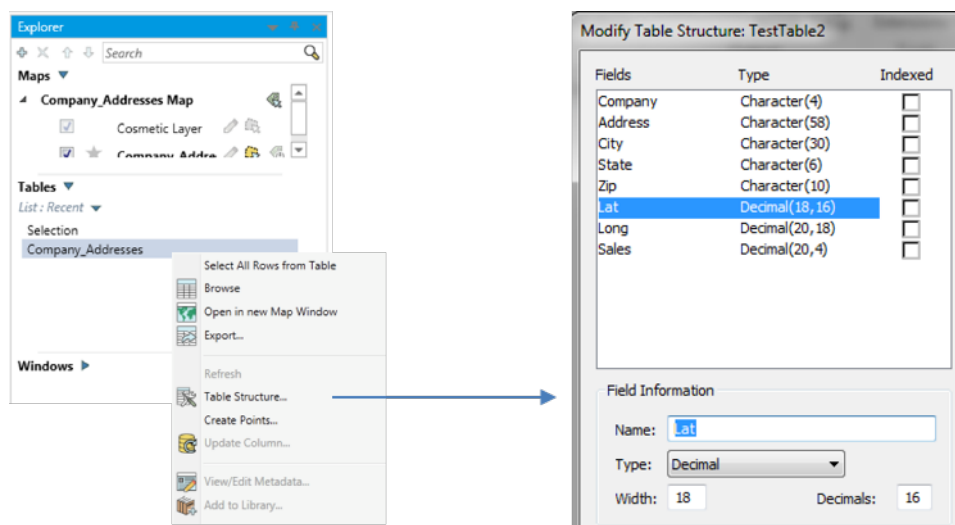 Explorer
Search
Maps
Company_Addresses Map
Cosmetic Layer
Company_Addre
Tables
List : Recent
Selection
Company_Addresses
Select All Rows from Table
Browse
Open in new Map Window
Export...
Refresh
Table Structure...
Create Points...
Update Column...
View/Edit Metadata...
Add to Library...
Windows
Modify Table Structure: TestTable2
Fields Type Indexed
Company Character(4)
Address Character(58)
City Character(30)
State Character(6)
Zip Character(10)
Lat Decimal(18,16)
Long Decimal(20,18)
Sales Decimal(20,4)
Field Information
Name: Lat
Type: Decimal
Width: 18 Decimals: 16